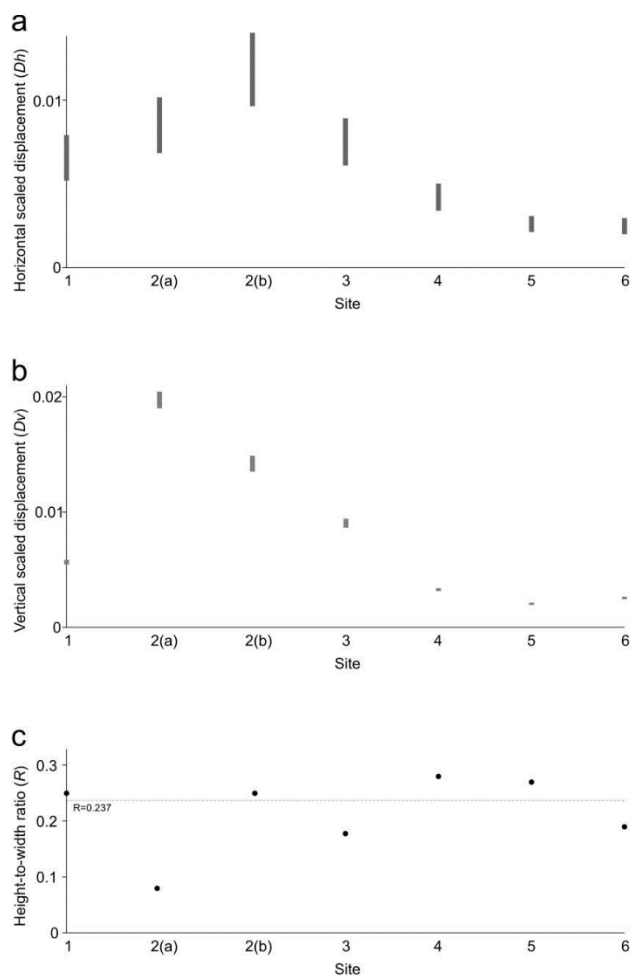 a
Horizontal scaled displacement (Dh)
0.01
0
1 2(a) 2(b) 3 4 5 6
Site
b
Vertical scaled displacement (Dv)
0.02
0.01
0
1 2(a) 2(b) 3 4 5 6
Site
c
Height-to-width ratio (R)
0.3
R=0.237
0.2
0.1
0
1 2(a) 2(b) 3 4 5 6
Site